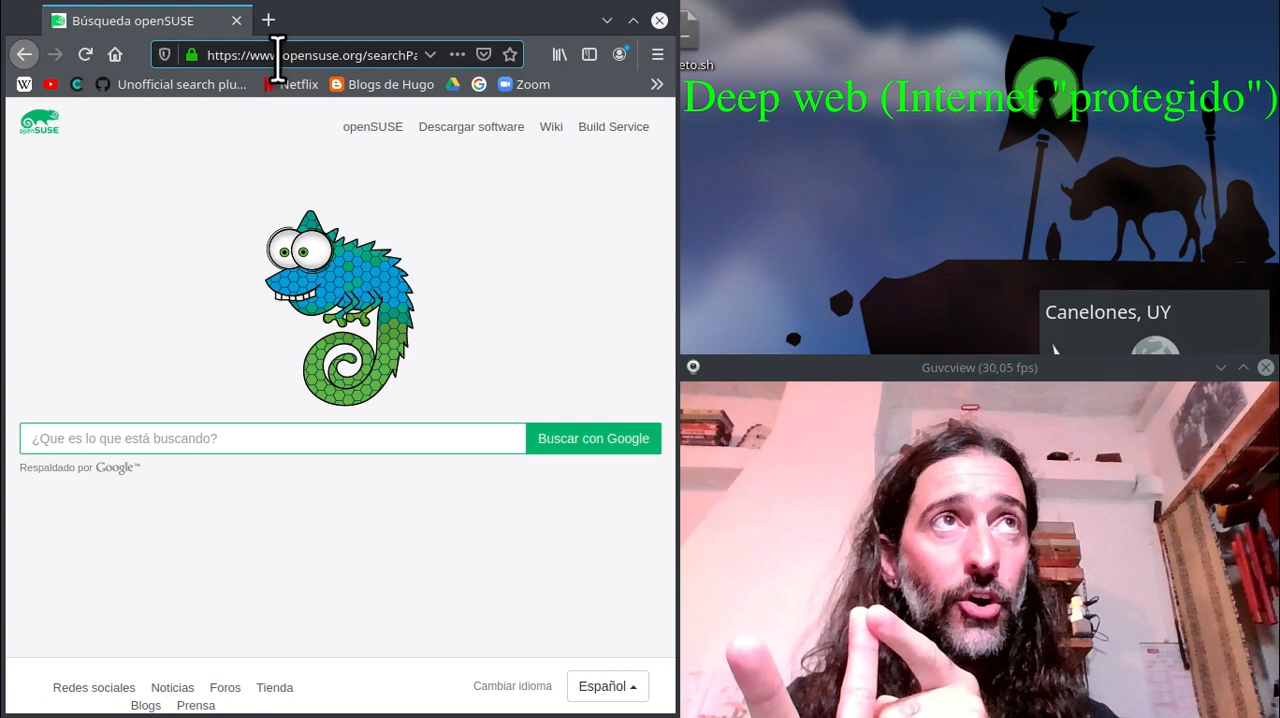 Búsqueda openSUSE
https://www.opensuse.org/searchPa
Unofficial search plu...
Netflix
Blogs de Hugo
Zoom
openSUSE
openSUSE
Descargar software
Wiki
Build Service
¿Que es lo que está buscando?
Buscar con Google
Respaldado por Google™
Redes sociales
Noticias
Foros
Tienda
Blogs
Prensa
Cambiar idioma
Español
eto.sh
Deep web (Internet "protegido")
Canelones, UY
Guvcview (30,05 fps)